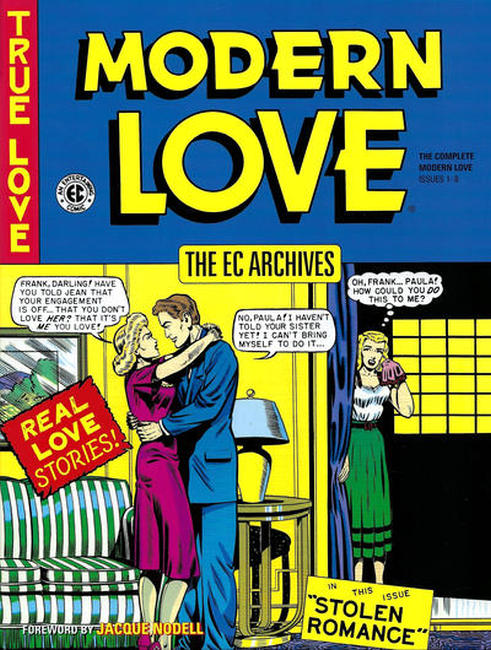 TRUE LOVE
MODERN
LOVE
THE COMPLETE
MODERN LOVE
ISSUES 1-8
AN ENTERTAINING
EC
COMIC
THE EC ARCHIVES
FRANK, DARLING! HAVE
YOU TOLD JEAN THAT
YOUR ENGAGEMENT
IS OFF... THAT YOU DON'T
LOVE HER? THAT IT'S
ME YOU LOVE!
NO, PAULA! I HAVEN'T
TOLD YOUR SISTER
YET! I CAN'T BRING
MYSELF TO DO IT...
OH, FRANK... PAULA!
HOW COULD YOU DO
THIS TO ME?
REAL
LOVE
STORIES!
IN THIS ISSUE
"STOLEN
ROMANCE"
FOREWORD BY JACQUE NODELL